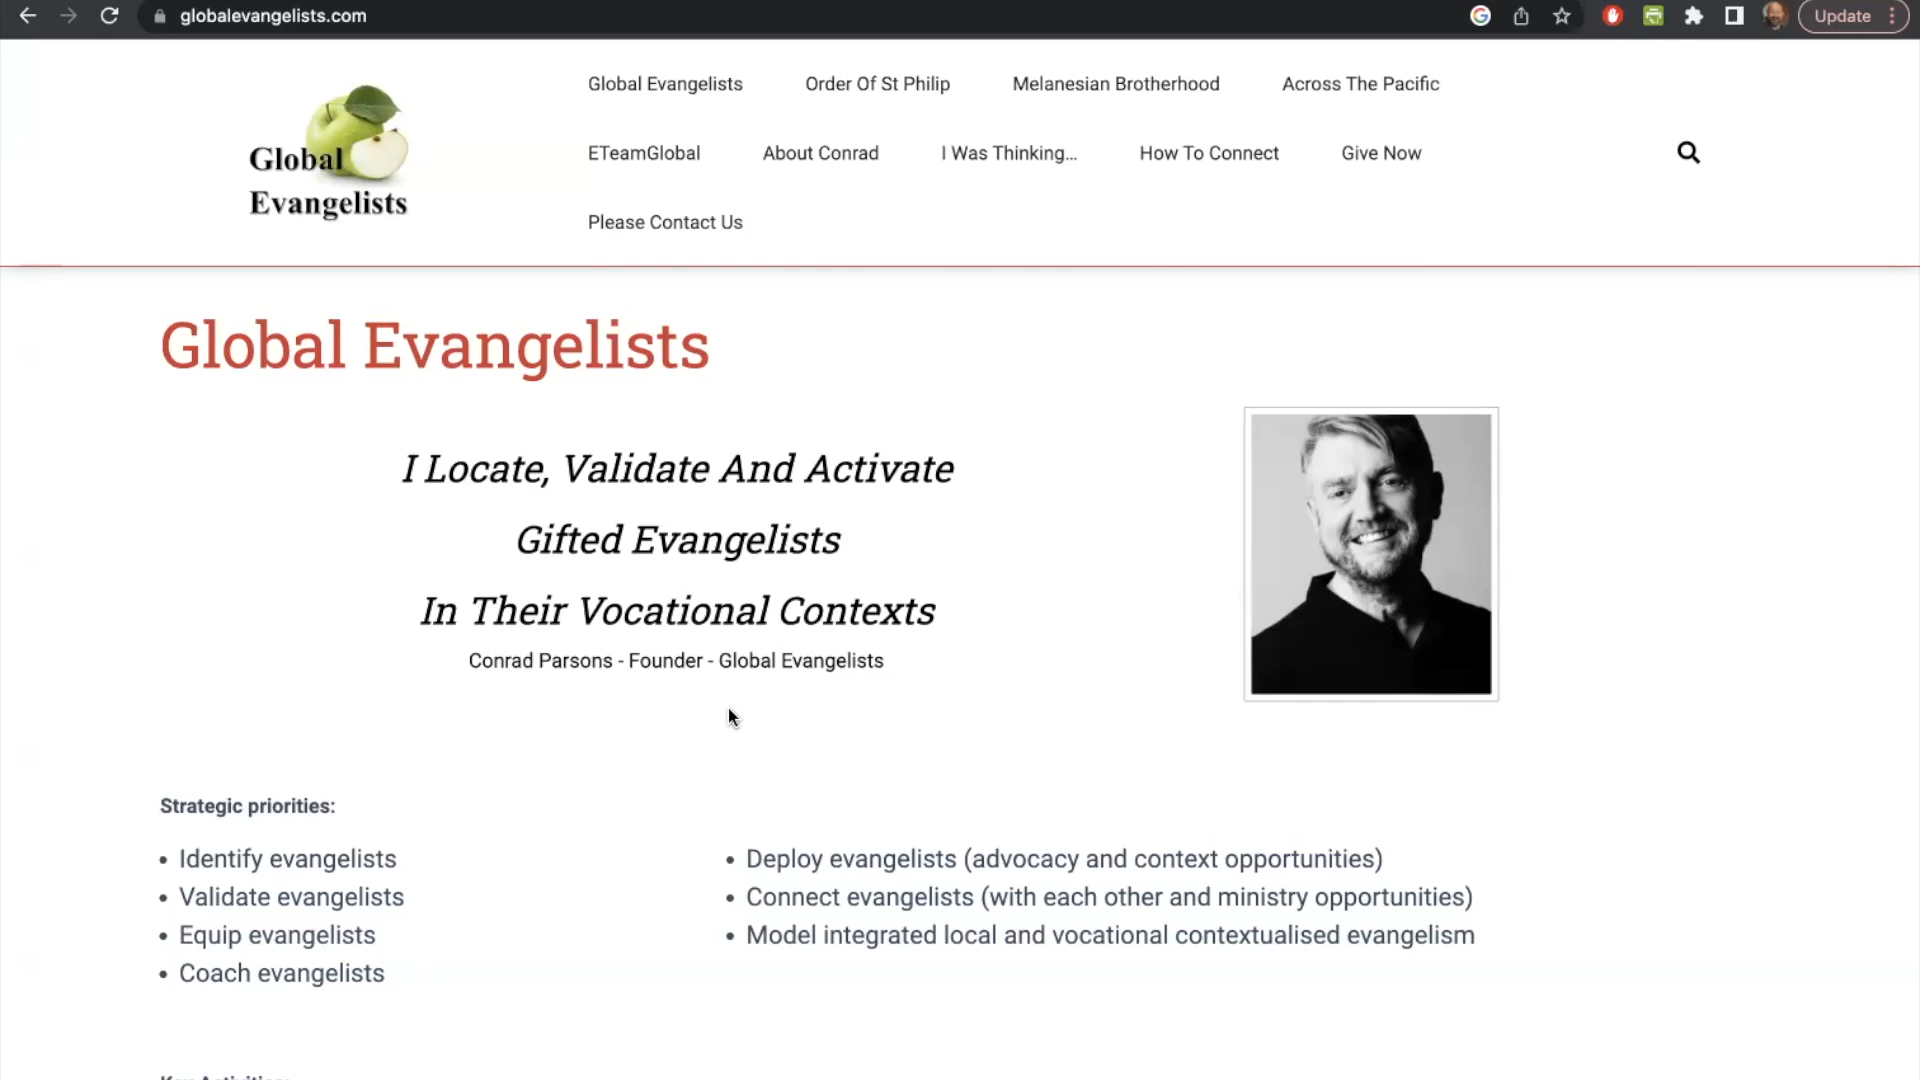 globalevangelists.com
Update
Global Evangelists
Order Of St Philip
Melanesian Brotherhood
Across The Pacific
ETeamGlobal
About Conrad
I Was Thinking...
How To Connect
Give Now
Please Contact Us
Global
Evangelists
Global Evangelists
I Locate, Validate And Activate
Gifted Evangelists
In Their Vocational Contexts
Conrad Parsons - Founder - Global Evangelists
Strategic priorities:
• Identify evangelists
• Validate evangelists
• Equip evangelists
• Coach evangelists
• Deploy evangelists (advocacy and context opportunities)
• Connect evangelists (with each other and ministry opportunities)
• Model integrated local and vocational contextualised evangelism